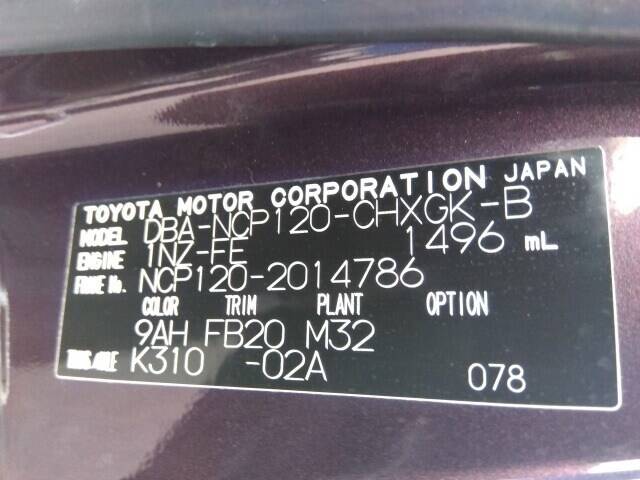 TOYOTA MOTOR CORPORATION JAPAN
MODEL DBA-NCP120-CHXGK-B
ENGINE 1NZ-FE 1496 mL
FRAME No. NCP120-2014786
COLOR TRIM PLANT OPTION
9AH FB20 M32
TRANS.AXLE K310 -02A 078